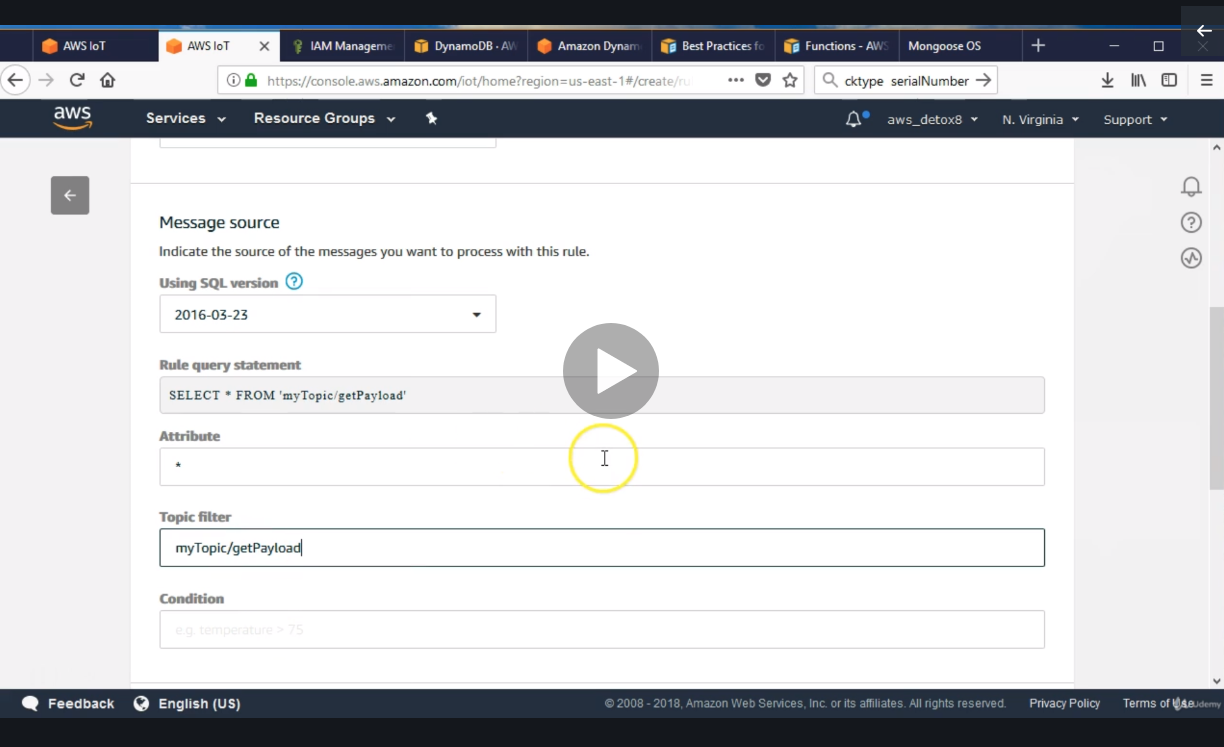 AWS IoT
AWS IoT
IAM Manageme
DynamoDB - AW
Amazon Dynam
Best Practices fo
Functions - AWS
Mongoose OS
https://console.aws.amazon.com/iot/home?region=us-east-1#/create/ru
cktype serialNumber
aws
Services
Resource Groups
aws_detox8
N. Virginia
Support
Message source
Indicate the source of the messages you want to process with this rule.
Using SQL version
2016-03-23
Rule query statement
SELECT * FROM 'myTopic/getPayload'
Attribute
*
Topic filter
myTopic/getPayload
Condition
e.g. temperature > 75
Feedback
English (US)
© 2008 - 2018, Amazon Web Services, Inc. or its affiliates. All rights reserved.
Privacy Policy
Terms of Use
Udemy